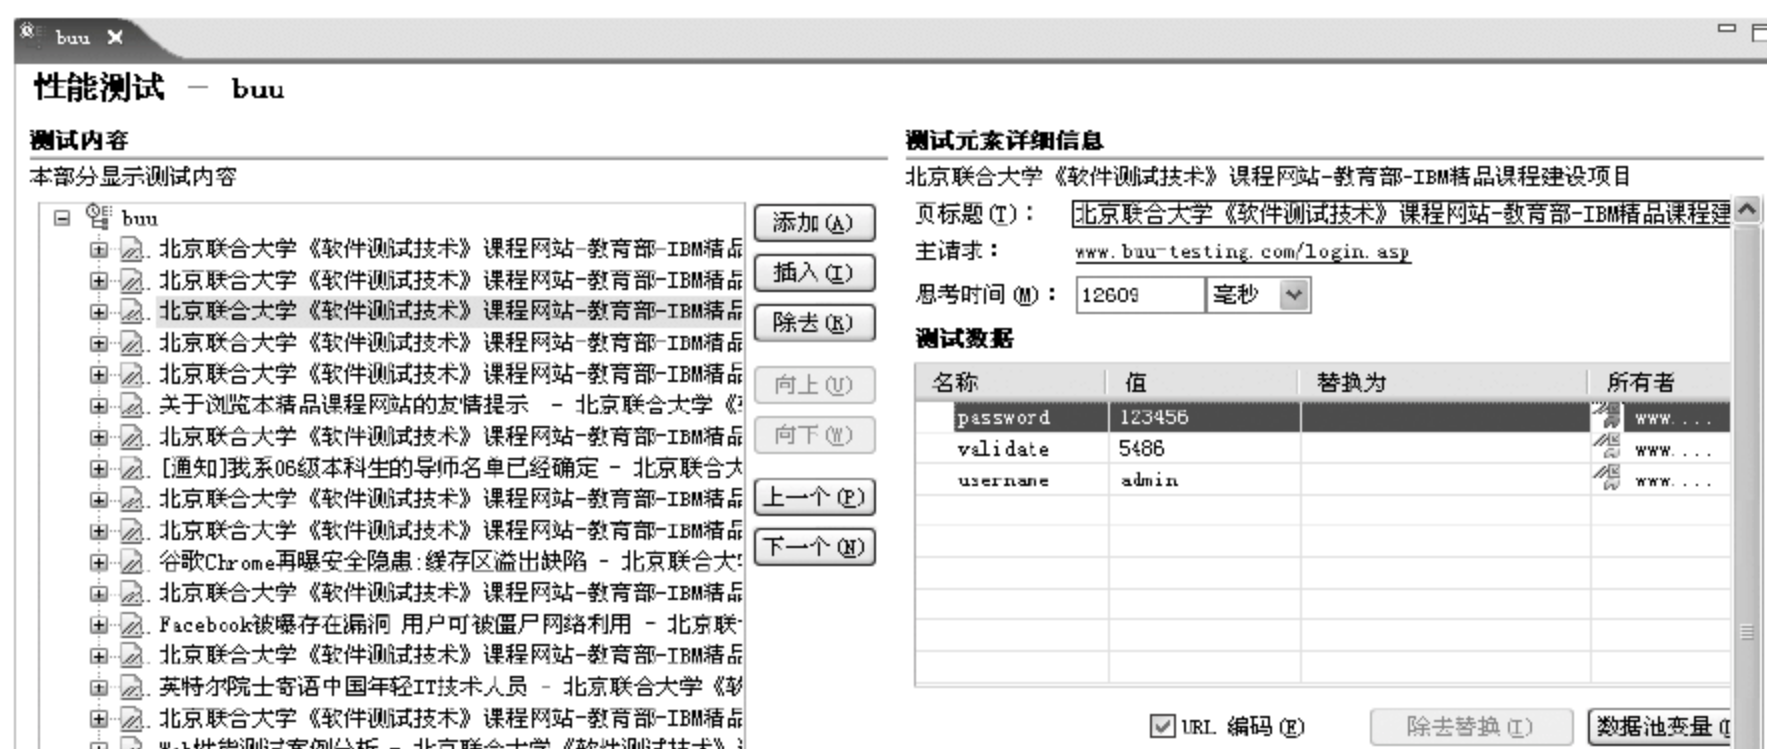 buu
性能测试 - buu
测试内容
本部分显示测试内容
buu
北京联合大学《软件测试技术》课程网站-教育部-IBM精品
北京联合大学《软件测试技术》课程网站-教育部-IBM精品
北京联合大学《软件测试技术》课程网站-教育部-IBM精品
北京联合大学《软件测试技术》课程网站-教育部-IBM精品
北京联合大学《软件测试技术》课程网站-教育部-IBM精品
关于浏览本精品课程网站的友情提示 - 北京联合大学《
北京联合大学《软件测试技术》课程网站-教育部-IBM精品
[通知]我系06级本科生的导师名单已经确定 - 北京联合大
北京联合大学《软件测试技术》课程网站-教育部-IBM精品
北京联合大学《软件测试技术》课程网站-教育部-IBM精品
谷歌Chrome再曝安全隐患:缓存区溢出缺陷 - 北京联合大
北京联合大学《软件测试技术》课程网站-教育部-IBM精品
Facebook被曝存在漏洞 用户可被僵尸网络利用 - 北京联
北京联合大学《软件测试技术》课程网站-教育部-IBM精品
英特尔院士寄语中国年轻IT技术人员 - 北京联合大学《软
北京联合大学《软件测试技术》课程网站-教育部-IBM精品
Web性能测试案例分析 - 北京联合大学《软件测试技术》
添加(A)
插入(I)
除去(R)
向上(U)
向下(W)
上一个(P)
下一个(N)
测试元素详细信息
北京联合大学《软件测试技术》课程网站-教育部-IBM精品课程建设项目
页标题(T): 北京联合大学《软件测试技术》课程网站-教育部-IBM精品课程建
主请求: www.buu-testing.com/login.asp
思考时间(M): 12609 毫秒
测试数据
名称 值 替换为 所有者
password 123456 www....
validate 5486 www....
username admin www....
URL 编码(E) 除去替换(I) 数据池变量